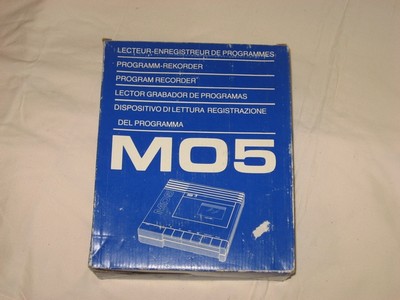 LECTEUR-ENREGISTREUR DE PROGRAMMES
PROGRAMM-REKORDER
PROGRAM RECORDER
LECTOR GRABADOR DE PROGRAMAS
DISPOSITIVO DI LETTURA REGISTRAZIONE
DEL PROGRAMMA
MO5